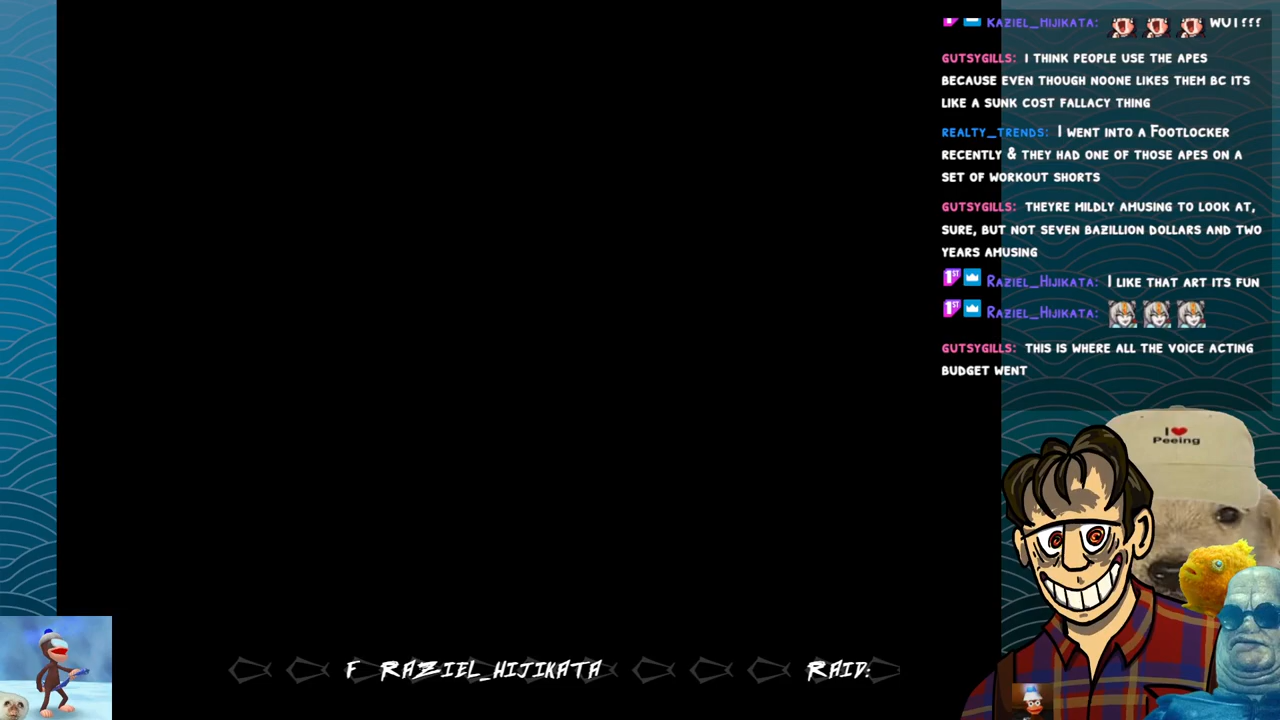 RAZIEL_HIJIKATA: WUT???
GUTSYGILLS: I THINK PEOPLE USE THE APES
BECAUSE EVEN THOUGH NOONE LIKES THEM BC ITS
LIKE A SUNK COST FALLACY THING
REALTY_TRENDS: I WENT INTO A FOOTLOCKER
RECENTLY & THEY HAD ONE OF THOSE APES ON A
SET OF WORKOUT SHORTS
GUTSYGILLS: THEYRE MILDLY AMUSING TO LOOK AT,
SURE, BUT NOT SEVEN BAZILLION DOLLARS AND TWO
YEARS AMUSING
1ST RAZIEL_HIJIKATA: I LIKE THAT ART ITS FUN
1ST RAZIEL_HIJIKATA:
GUTSYGILLS: THIS IS WHERE ALL THE VOICE ACTING
BUDGET WENT
I ❤
Peeing
F RAZIEL_HIJIKATA RAID: